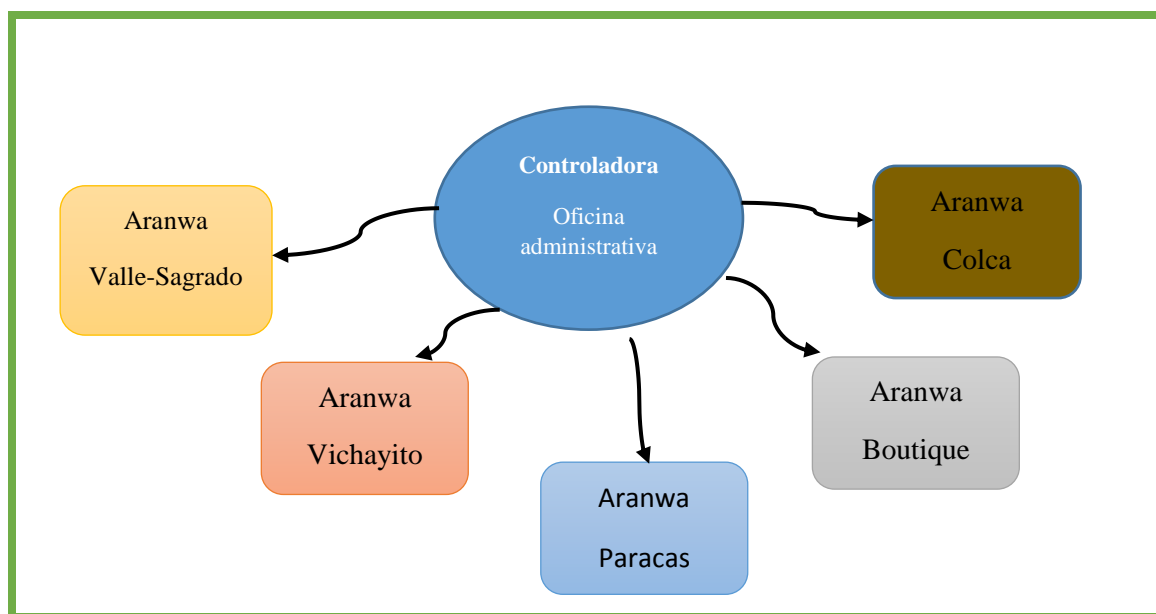 Controladora
Oficina
administrativa
Aranwa
Valle-Sagrado
Aranwa
Vichayito
Aranwa
Paracas
Aranwa
Boutique
Aranwa
Colca